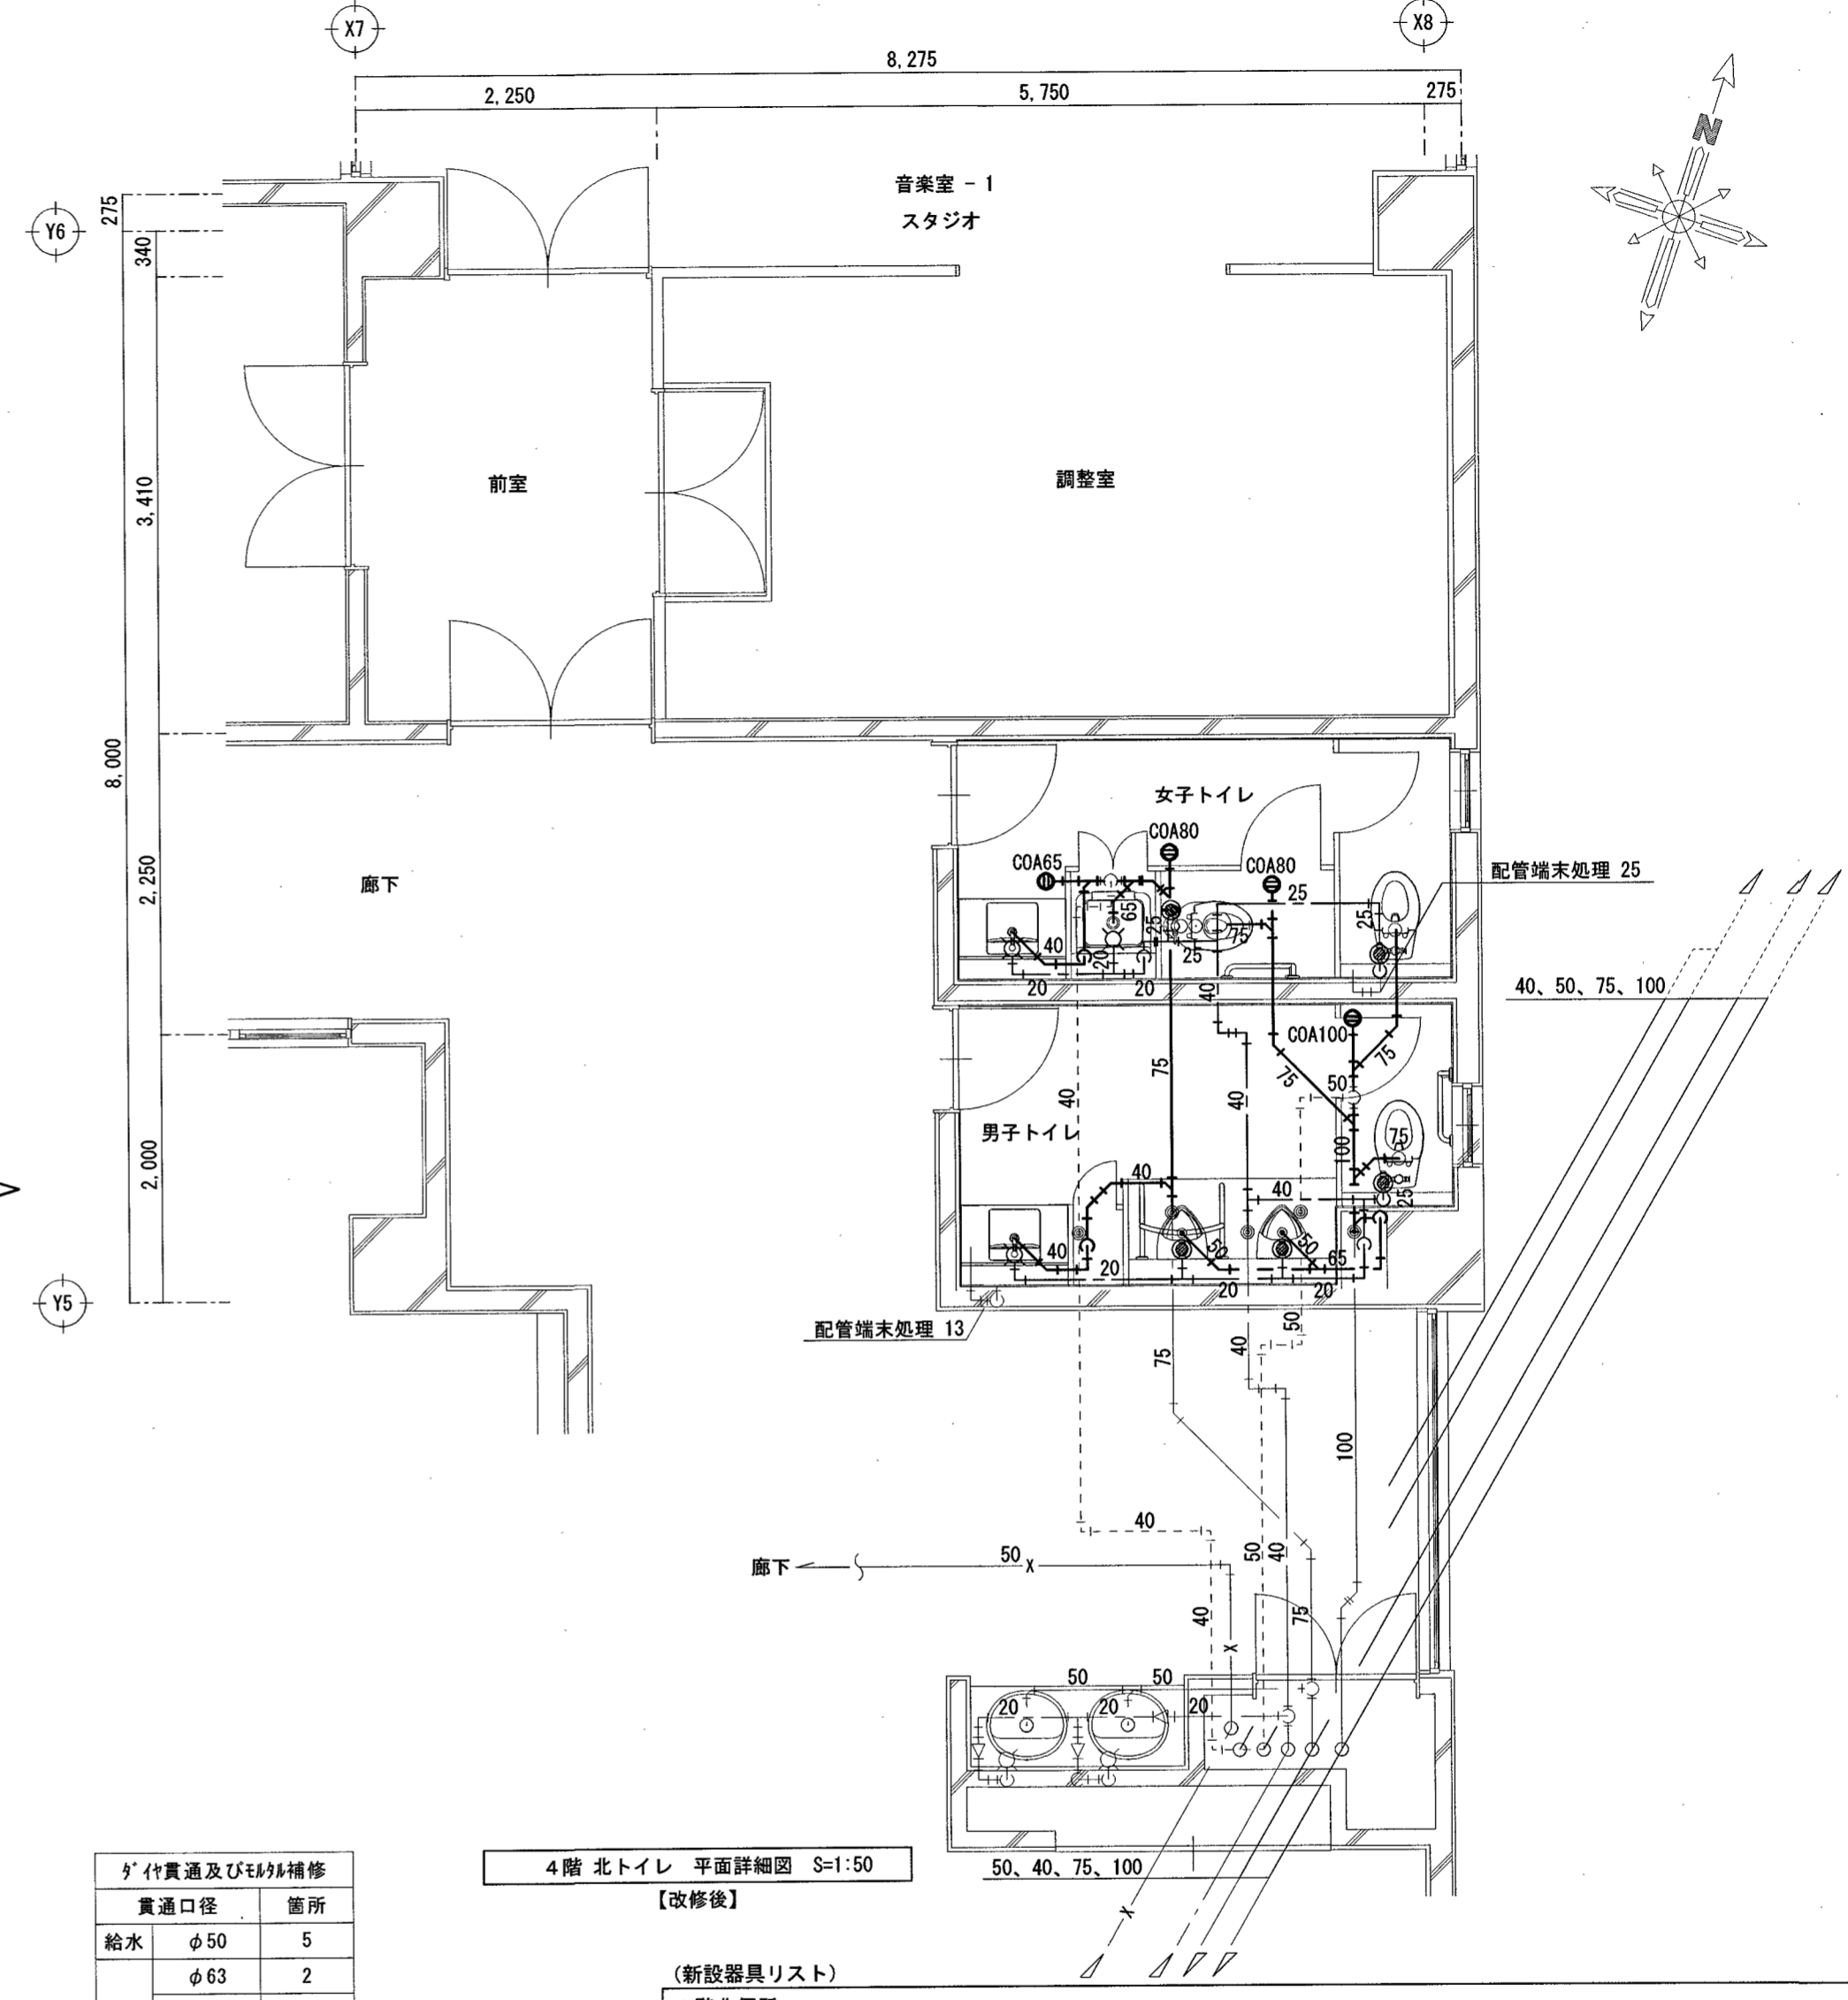 X7
X8
8,275
2,250
5,750
275
N
音楽室 - 1
スタジオ
Y6
275
340
3,410
8,000
2,250
2,000
前室
調整室
女子トイレ
COA80
COA65
COA80
配管端末処理 25
廊下
25
65
25
25
75
40
20
25
20
20
40
40、50、75、100
COA100
75
75
75
50
40
40
男子トイレ
100
75
40
40
25
50
50
40
20
65
20
20
Y5
配管端末処理 13
50
75
40
100
40
廊下
50
X
50
40
40
75
X
50
50
20
20
20
50、40、75、100
X
ダイヤ貫通及びモルタル補修
貫通口径 箇所
給水 φ50 5
φ63 2
4階 北トイレ 平面詳細図 S=1:50
【改修後】
(新設器具リスト)